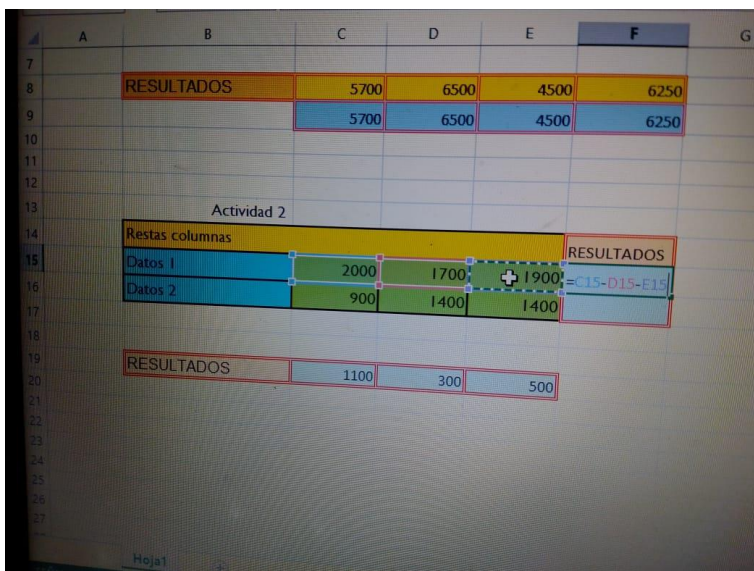 A B C D E F G
7
8 RESULTADOS 5700 6500 4500 6250
9 5700 6500 4500 6250
10
11
12
13 Actividad 2
14 Restas columnas RESULTADOS
15 Datos 1 2000 1700 1900 =C15-D15-E15
16 Datos 2 900 1400 1400
17
18
19 RESULTADOS 1100 300 500
20
21
22
23
24
25
26
27
Hoja1